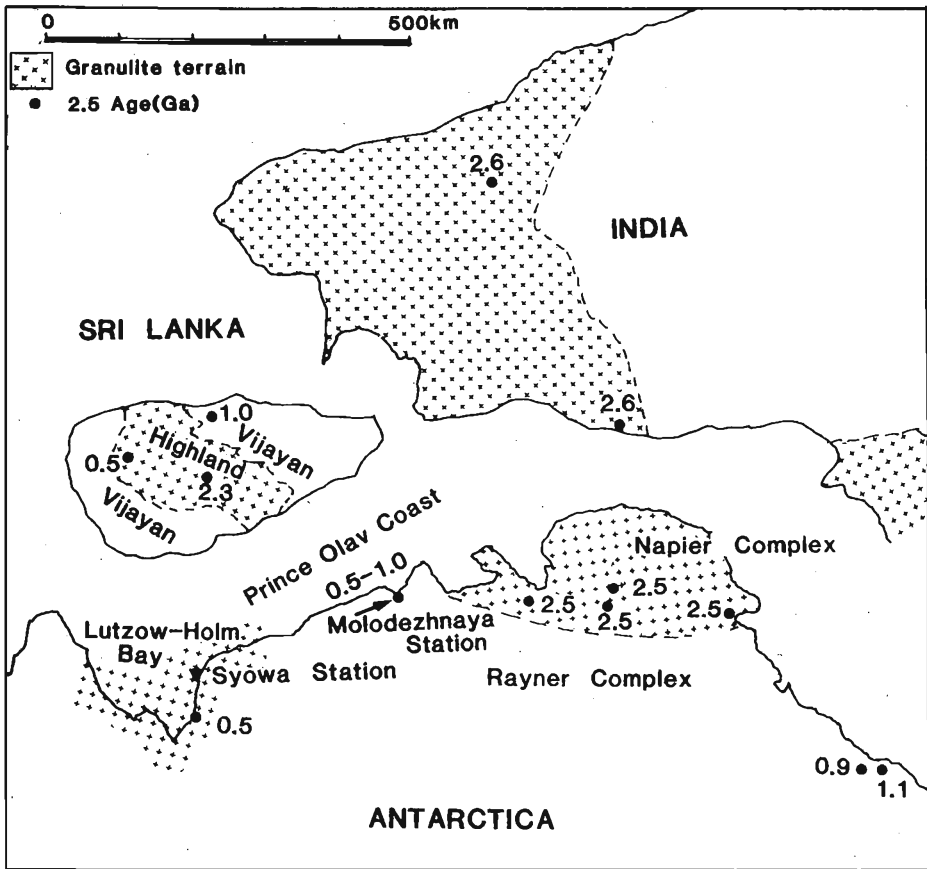 0 500km
Granulite terrain
2.5 Age(Ga)
2.6
INDIA
SRI LANKA
2.6
1.0
Vijayan
Highland
0.5
2.3
Vijayan
Prince Olav Coast
0.5-1.0
Napier Complex
2.5
2.5
2.5
2.5
Molodezhnaya
Station
Lutzow-Holm.
Bay
Syowa Station
Rayner Complex
0.5
0.9
1.1
ANTARCTICA